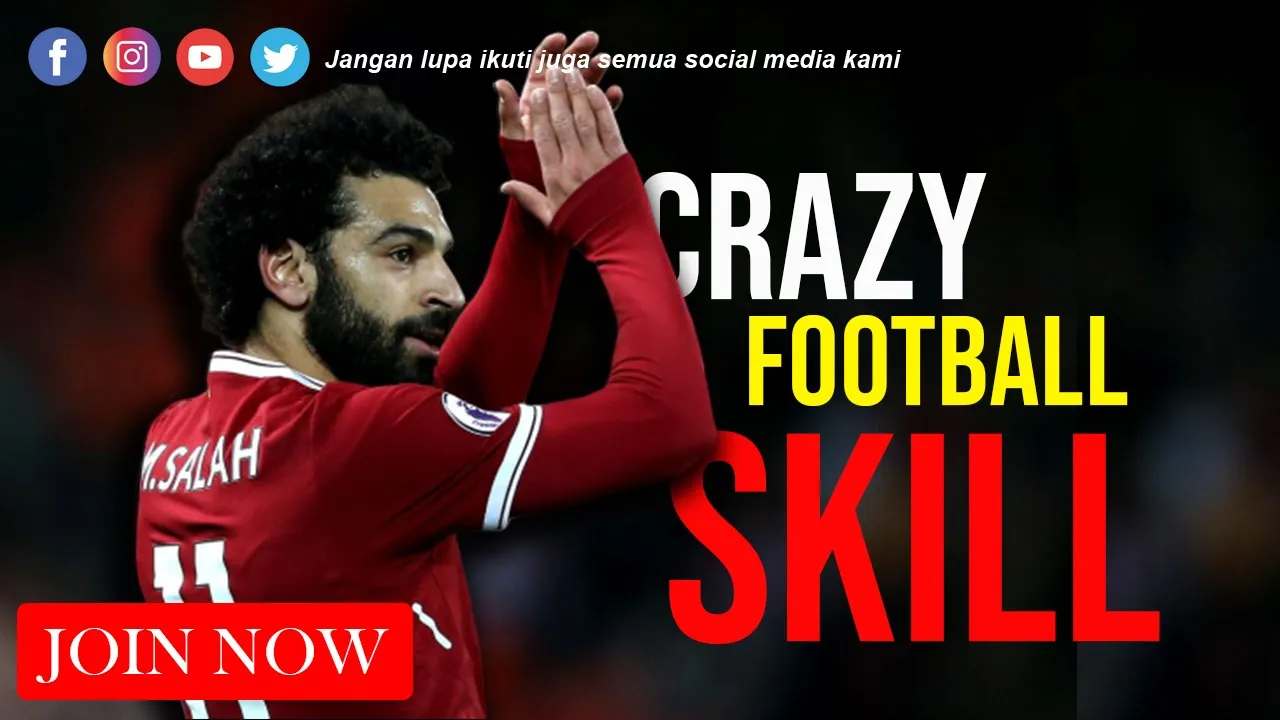 Jangan lupa ikuti juga semua social media kami
CRAZY
FOOTBALL
SKILL
M.SALAH
11
JOIN NOW